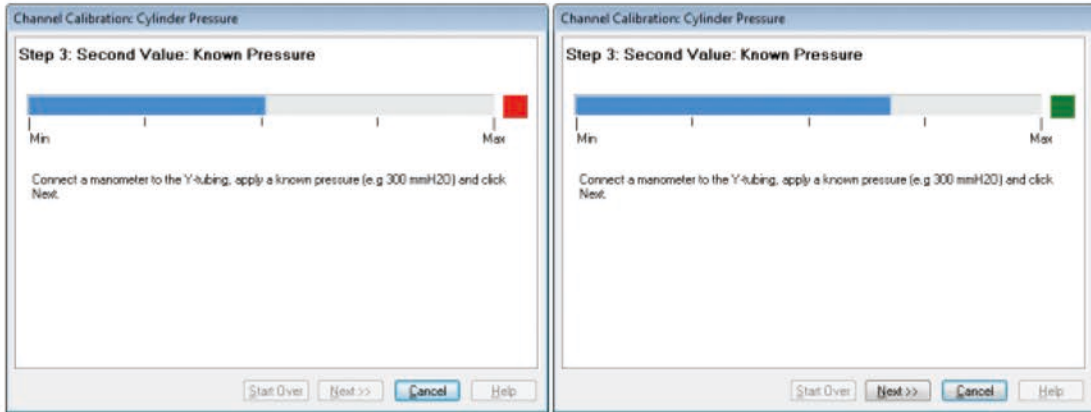 Channel Calibration: Cylinder Pressure
Step 3: Second Value: Known Pressure
Min
Max
Connect a manometer to the Y-tubing, apply a known pressure (e.g 300 mmH2O) and click
Next.
Start Over Next >> Cancel Help
Channel Calibration: Cylinder Pressure
Step 3: Second Value: Known Pressure
Min
Max
Connect a manometer to the Y-tubing, apply a known pressure (e.g 300 mmH2O) and click
Next.
Start Over Next >> Cancel Help